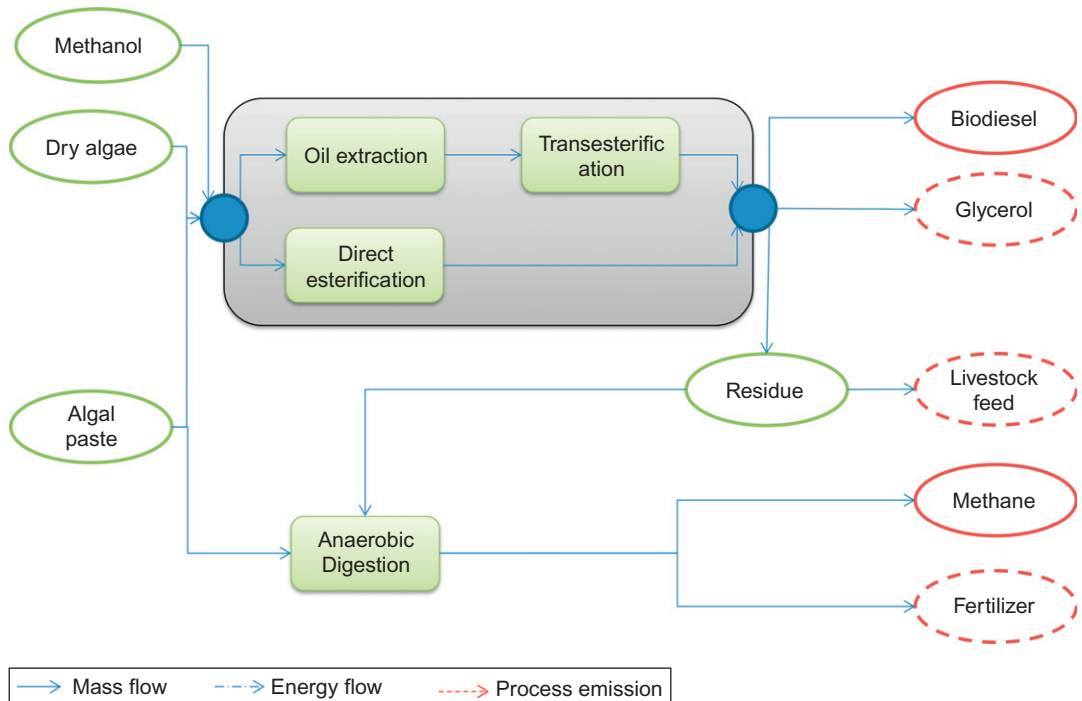 Methanol
Dry algae
Oil extraction
Transesterific
ation
Biodiesel
Glycerol
Direct
esterification
Residue
Livestock
feed
Algal
paste
Methane
Anaerobic
Digestion
Fertilizer
Mass flow
Energy flow
Process emission